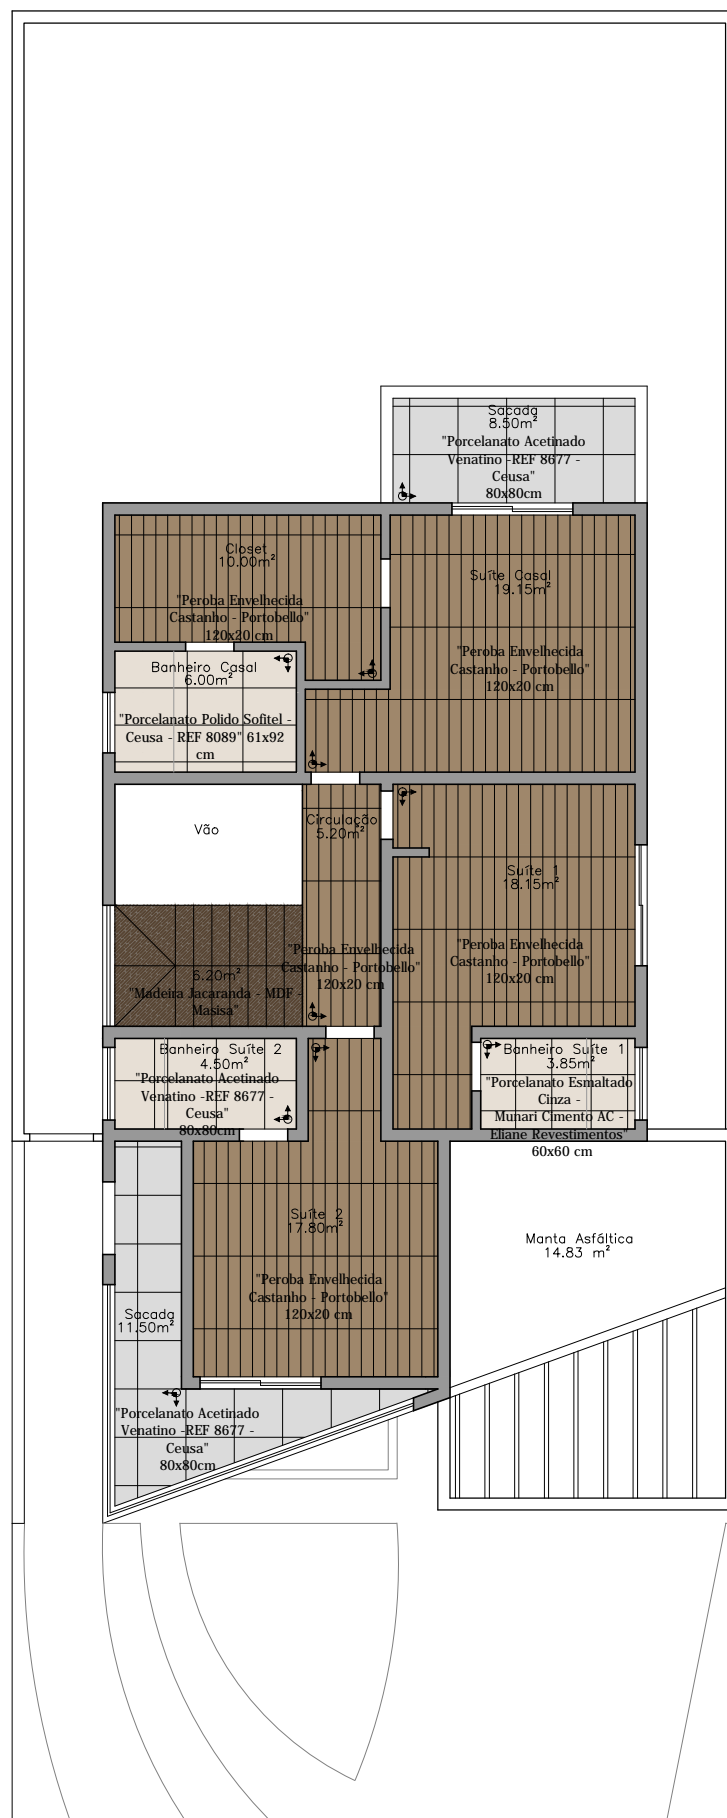 Sacada
8.50m²
"Porcelanato Acetinado
Venatino -REF 8677 -
Ceusa"
80x80cm
Closet
10.00m²
"Peroba Envelhecida
Castanho - Portobello"
120x20 cm
Suíte Casal
19.15m²
"Peroba Envelhecida
Castanho - Portobello"
120x20 cm
Banheiro Casal
6.00m²
"Porcelanato Polido Sofitel -
Ceusa - REF 8089" 61x92
cm
Vão
Circulação
5.20m²
"Peroba Envelhecida
Castanho - Portobello"
120x20 cm
Suíte 1
18.15m²
"Peroba Envelhecida
Castanho - Portobello"
120x20 cm
5.20m²
"Madeira Jacaranda - MDF -
Masisa"
Banheiro Suíte 2
4.50m²
"Porcelanato Acetinado
Venatino -REF 8677 -
Ceusa"
80x80cm
Banheiro Suíte 1
3.85m²
"Porcelanato Esmaltado
Cinza -
Munari Cimento AC -
Eliane Revestimentos"
60x60 cm
Suíte 2
17.80m²
"Peroba Envelhecida
Castanho - Portobello"
120x20 cm
Manta Asfáltica
14.83 m²
Sacada
11.50m²
"Porcelanato Acetinado
Venatino -REF 8677 -
Ceusa"
80x80cm